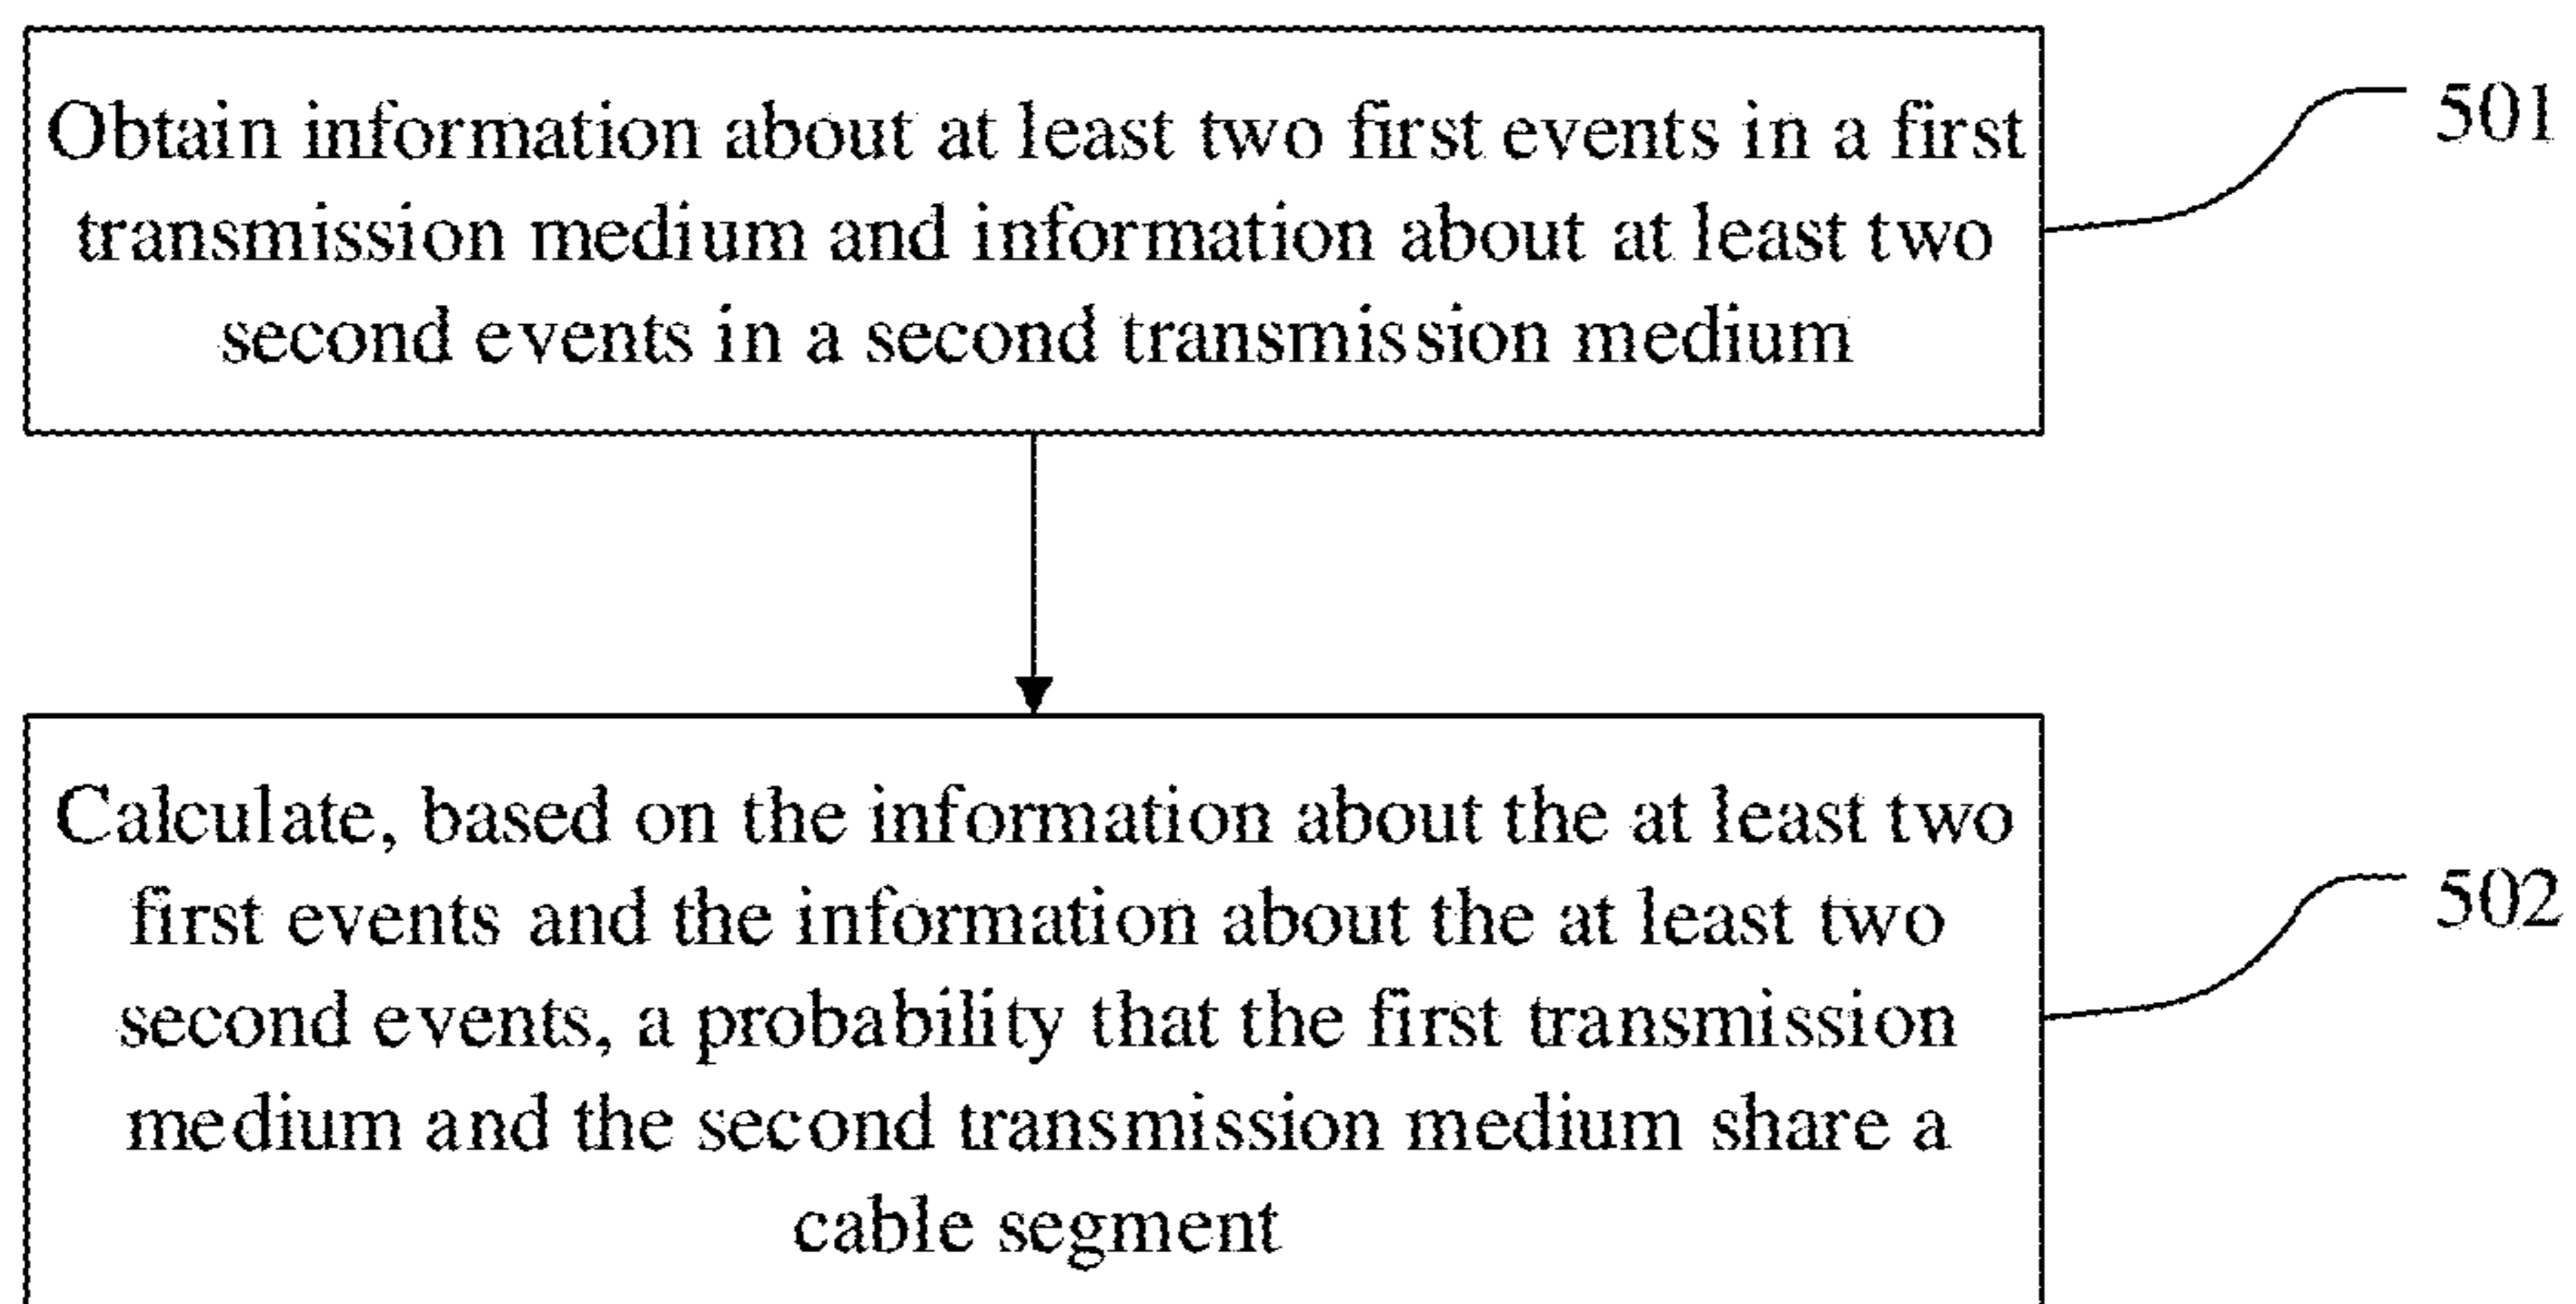 Obtain information about at least two first events in a first
transmission medium and information about at least two
second events in a second transmission medium
501
Calculate, based on the information about the at least two
first events and the information about the at least two
second events, a probability that the first transmission
medium and the second transmission medium share a
cable segment
502